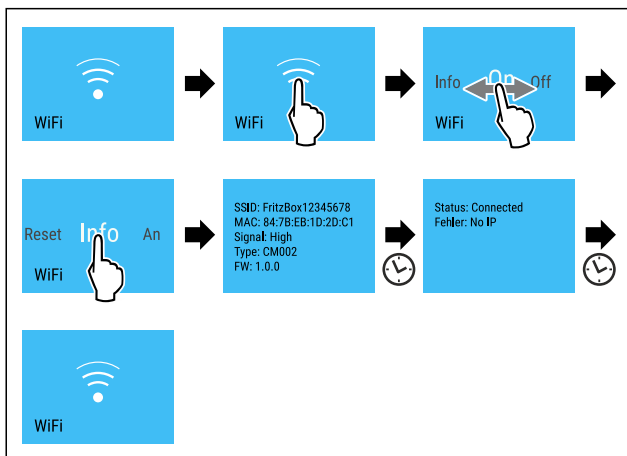 WiFi
WiFi
Info On Off
WiFi
Reset Info An
WiFi
SSID: FritzBox12345678
MAC: 84:7B:EB:1D:2D:C1
Signal: High
Type: CM002
FW: 1.0.0
Status: Connected
Fehler: No IP
WiFi